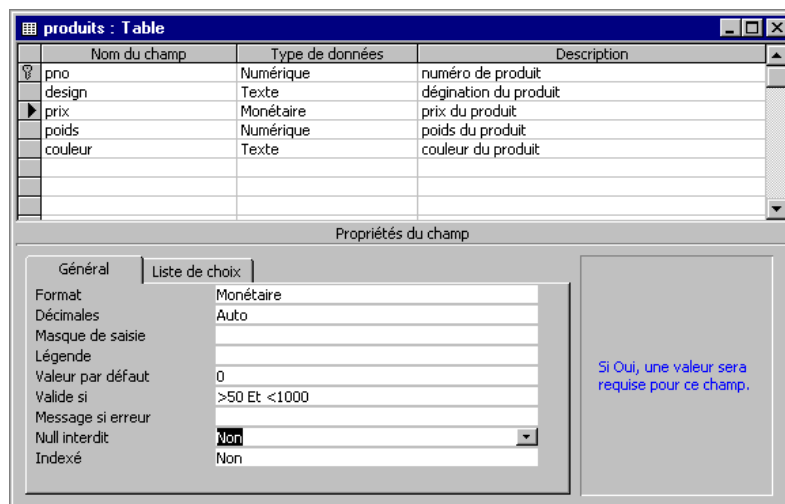 produits : Table
Nom du champ Type de données Description
pno Numérique numéro de produit
design Texte dégination du produit
prix Monétaire prix du produit
poids Numérique poids du produit
couleur Texte couleur du produit
Propriétés du champ
Général Liste de choix
Format Monétaire
Décimales Auto
Masque de saisie
Légende
Valeur par défaut 0
Valide si >50 Et <1000
Message si erreur
Null interdit Non
Indexé Non
Si Oui, une valeur sera
requise pour ce champ.